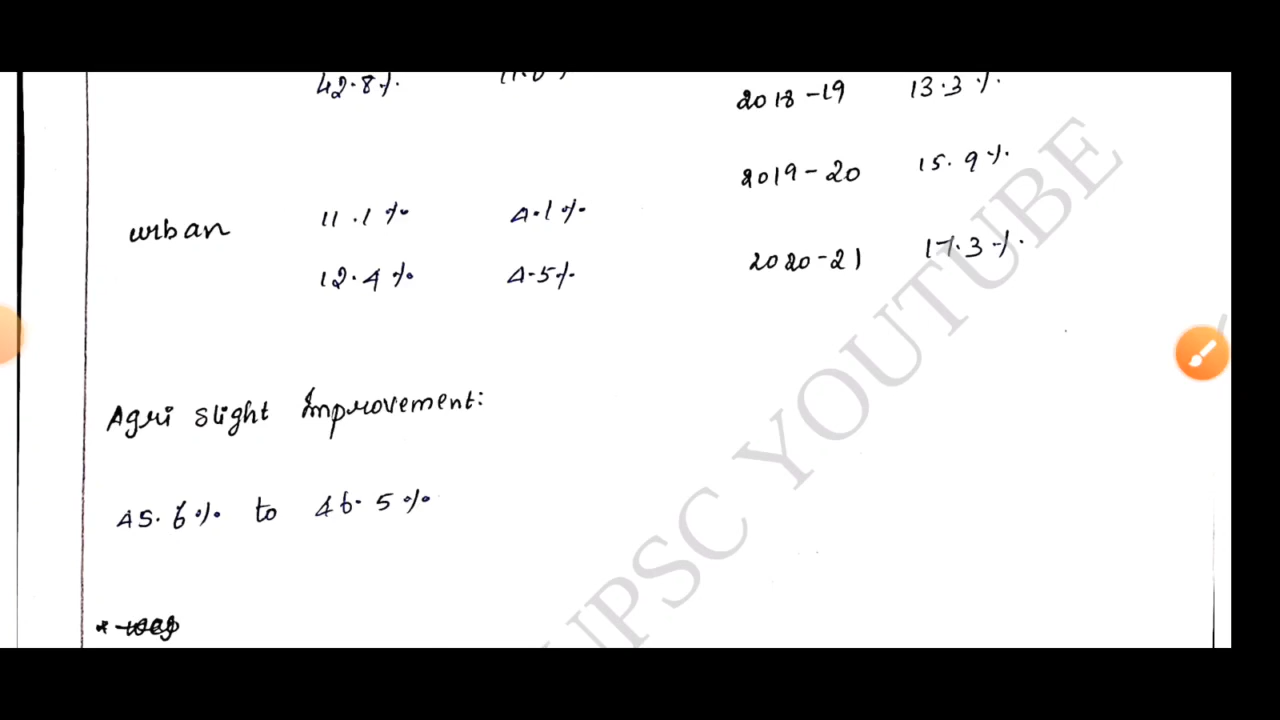 42.8%
2018-19 13.3%
2019-20 15.9%
urban 11.1% 4.1%
12.4% 4.5%
2020-21 17.3%
Agri slight Improvement:
45.6% to 46.5%
UPSC YOUTUBE